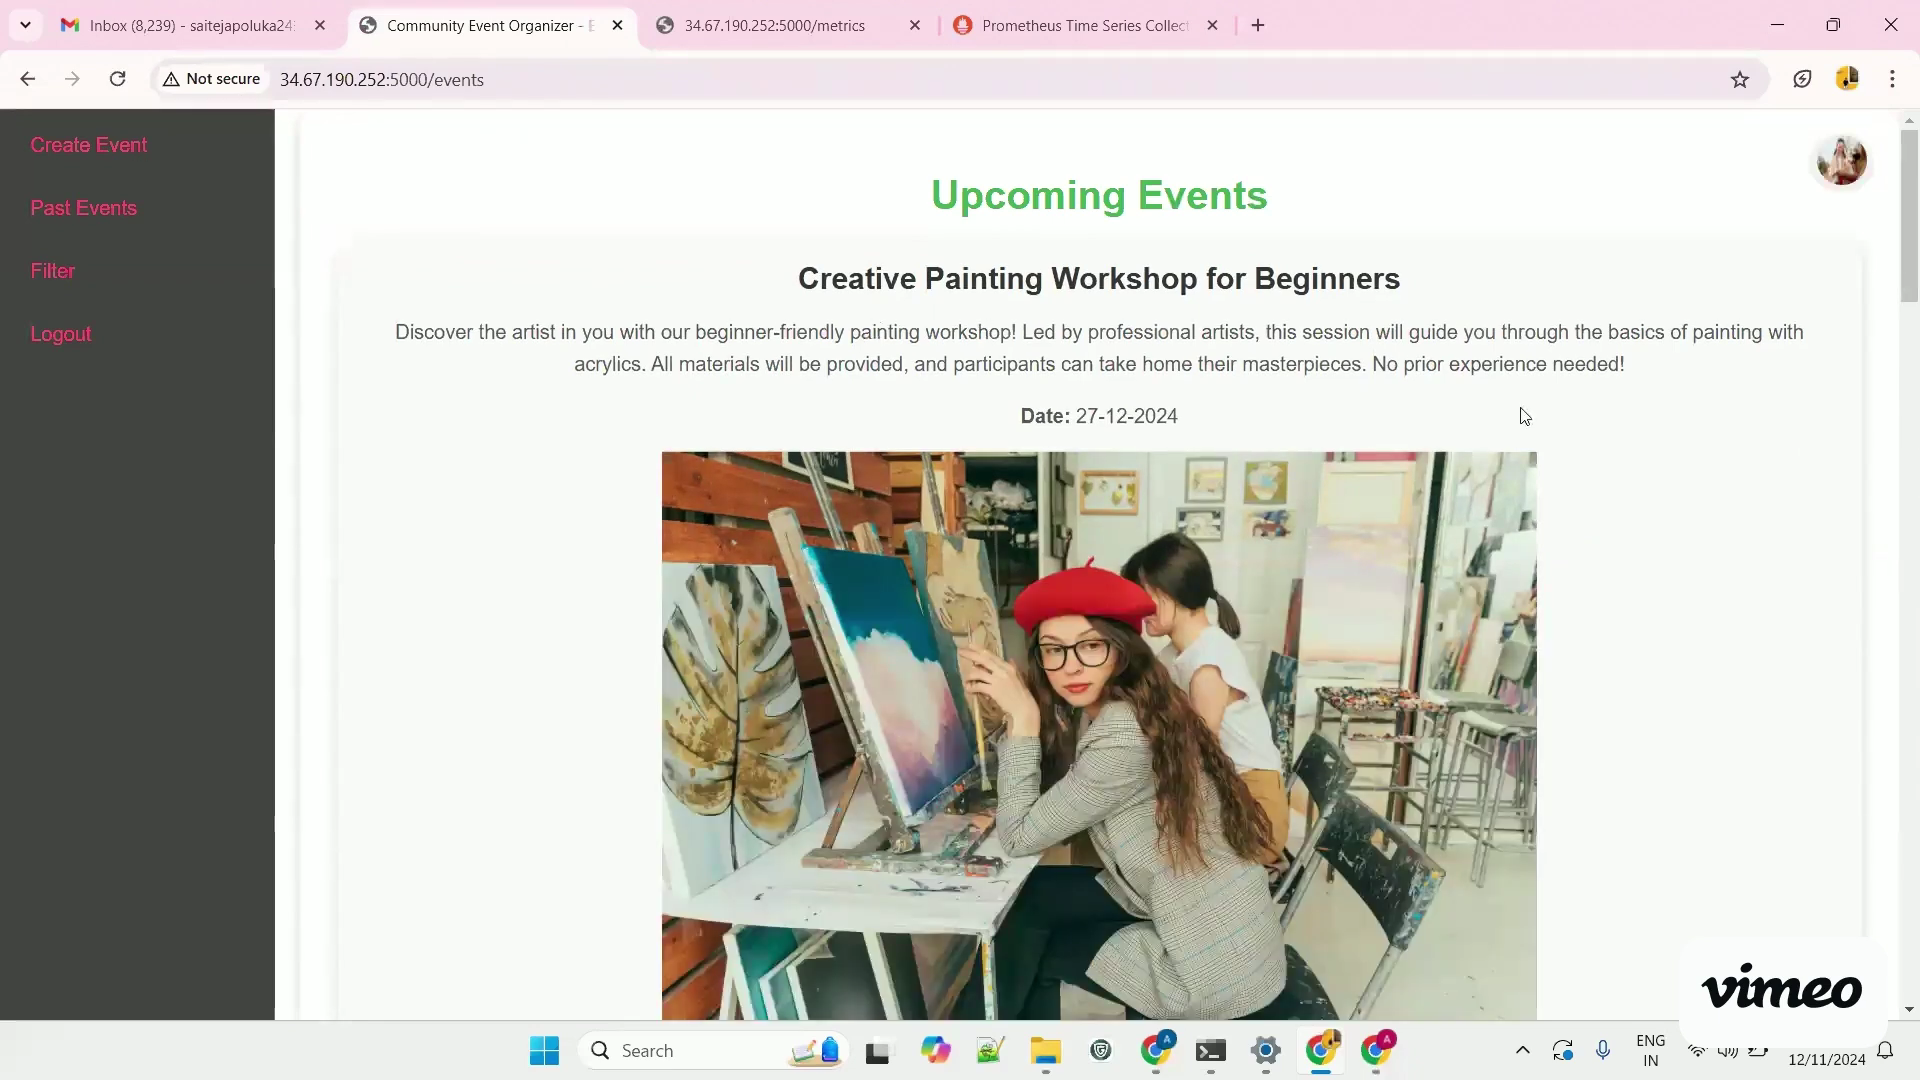 Inbox (8,239) - saitejapoluka24
Community Event Organizer - E
34.67.190.252:5000/metrics
Prometheus Time Series Collect
Not secure
34.67.190.252:5000/events
Create Event
Past Events
Filter
Logout
Upcoming Events
Creative Painting Workshop for Beginners
Discover the artist in you with our beginner-friendly painting workshop! Led by professional artists, this session will guide you through the basics of painting with
acrylics. All materials will be provided, and participants can take home their masterpieces. No prior experience needed!
Date: 27-12-2024
vimeo
Search
A
A
ENG
IN
12/11/2024